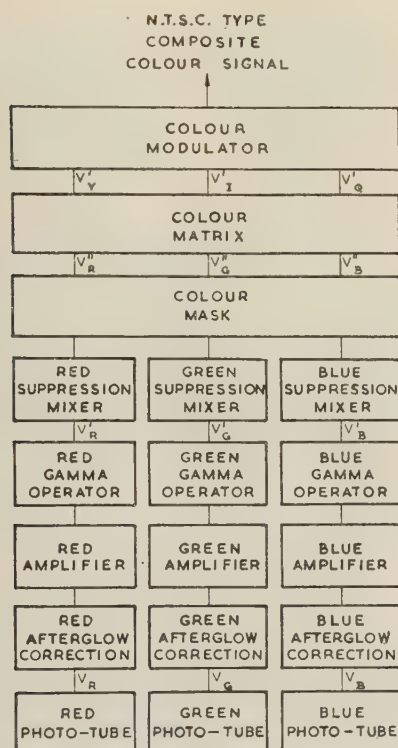 N.T.S.C. TYPE
COMPOSITE
COLOUR SIGNAL
COLOUR
MODULATOR
V'Y V'I V'Q
COLOUR
MATRIX
V"R V"G V"B
COLOUR
MASK
RED
SUPPRESSION
MIXER
GREEN
SUPPRESSION
MIXER
BLUE
SUPPRESSION
MIXER
V'R V'G V'B
RED
GAMMA
OPERATOR
GREEN
GAMMA
OPERATOR
BLUE
GAMMA
OPERATOR
RED
AMPLIFIER
GREEN
AMPLIFIER
BLUE
AMPLIFIER
RED
AFTERGLOW
CORRECTION
GREEN
AFTERGLOW
CORRECTION
BLUE
AFTERGLOW
CORRECTION
VR VG VB
RED
PHOTO-TUBE
GREEN
PHOTO-TUBE
BLUE
PHOTO-TUBE